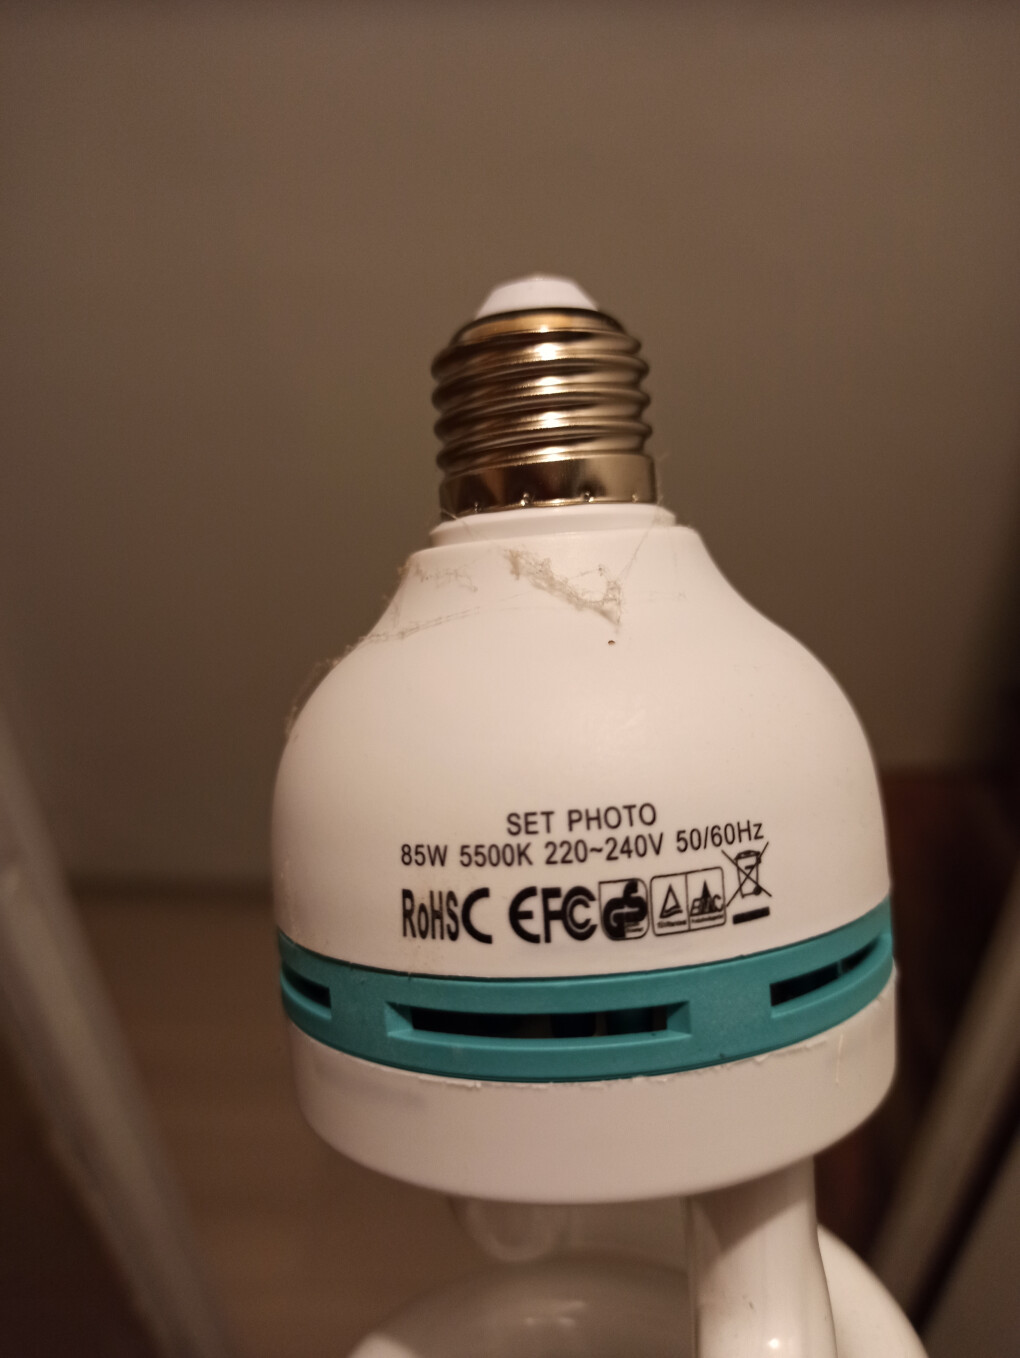 SET PHOTO
85W 5500K 220~240V 50/60Hz
RoHS CE FC